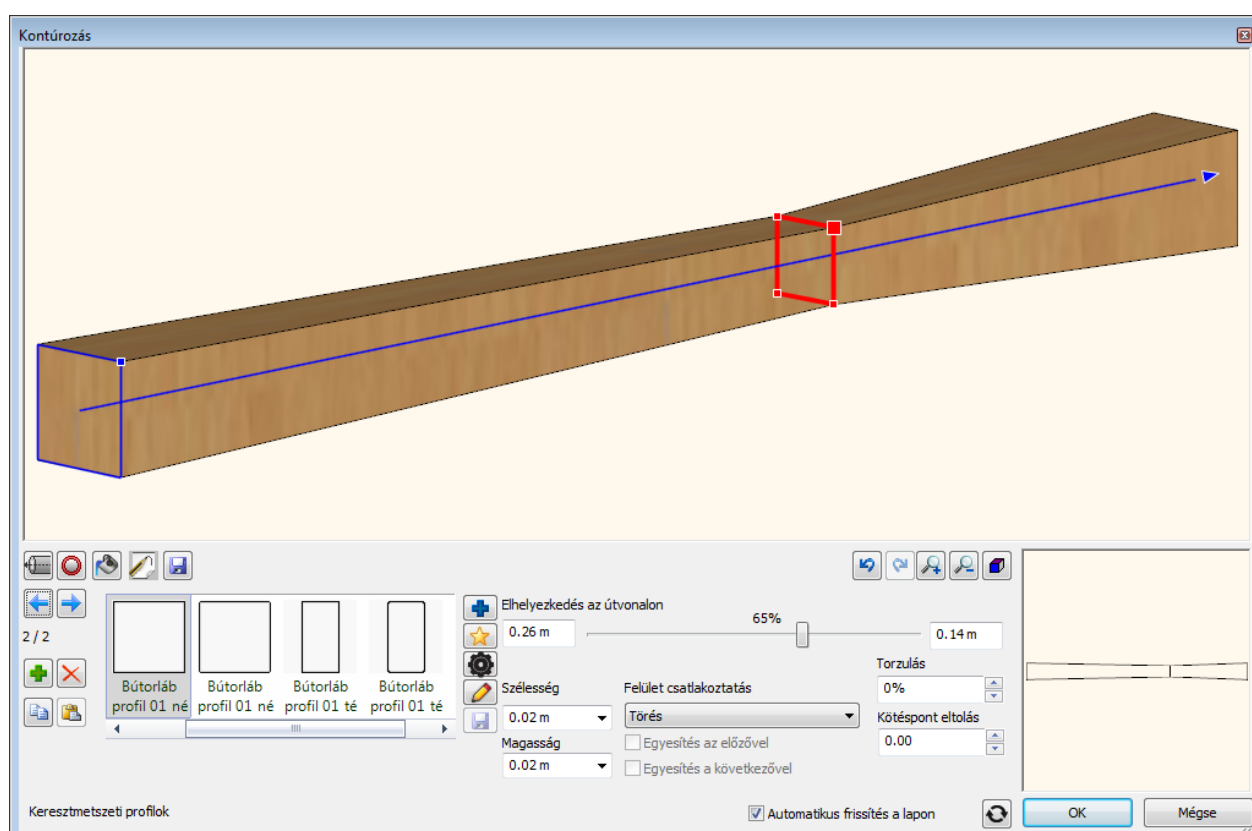 Kontúrozás
Elhelyezkedés az útvonalon
65%
2 / 2
0.26 m
0.14 m
Torzulás
Bútorláb profil 01 né
Bútorláb profil 01 né
Bútorláb profil 01 té
Bútorláb profil 01 té
Szélesség
Felület csatlakoztatás
0%
0.02 m
Törés
Kötéspont eltolás
Magasság
Egyesítés az előzővel
0.00
0.02 m
Egyesítés a következővel
Keresztmetszeti profilok
Automatikus frissítés a lapon
OK
Mégse